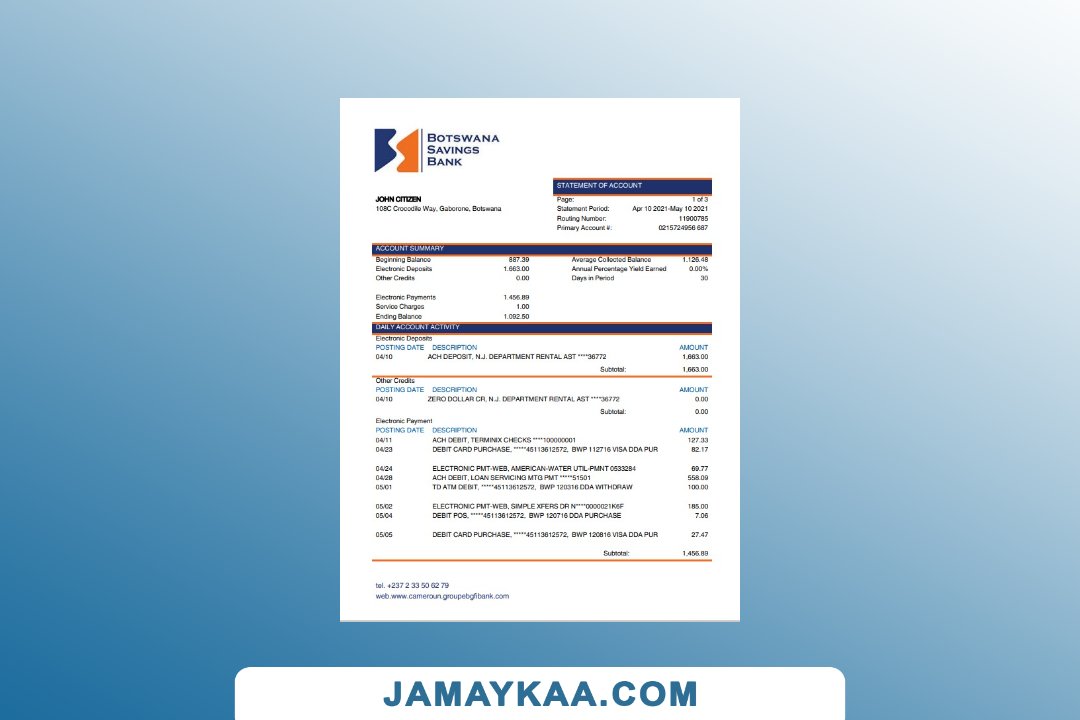 BOTSWANA
SAVINGS
BANK
STATEMENT OF ACCOUNT
JOHN CITIZEN
108C Crocodile Way, Gaborone, Botswana
Page: 1 of 3
Statement Period: Apr 10 2021-May 10 2021
Routing Number: 11900785
Primary Account #: 0215724956 687
ACCOUNT SUMMARY
Beginning Balance 887.39 Average Collected Balance 1,126.48
Electronic Deposits 1.663.00 Annual Percentage Yield Earned 0.00%
Other Credits 0.00 Days in Period 30
Electronic Payments 1.456.89
Service Charges 1.00
Ending Balance 1.092.50
DAILY ACCOUNT ACTIVITY
Electronic Deposits
POSTING DATE DESCRIPTION AMOUNT
04/10 ACH DEPOSIT, N.J. DEPARTMENT RENTAL AST ****36772 1,663.00
Subtotal: 1,663.00
Other Credits
POSTING DATE DESCRIPTION AMOUNT
04/10 ZERO DOLLAR CR, N.J. DEPARTMENT RENTAL AST ****36772 0.00
Subtotal: 0.00
Electronic Payment
POSTING DATE DESCRIPTION AMOUNT
04/11 ACH DEBIT, TERMINIX CHECKS ****100000001 127.33
04/23 DEBIT CARD PURCHASE, *****45113612572, BWP 112716 VISA DDA PUR 82.17
04/24 ELECTRONIC PMT-WEB, AMERICAN-WATER UTIL-PMNT 0533284 69.77
04/28 ACH DEBIT, LOAN SERVICING MTG PMT *****51501 558.09
05/01 TD ATM DEBIT, *****45113612572, BWP 120316 DDA WITHDRAW 100.00
05/02 ELECTRONIC PMT-WEB, SIMPLE XFERS DR N****0000021K6F 185.00
05/04 DEBIT POS, *****45113612572, BWP 120716 DDA PURCHASE 7.06
05/05 DEBIT CARD PURCHASE, *****45113612572, BWP 120816 VISA DDA PUR 27.47
Subtotal: 1,456.89
tel. +237 2 33 50 62 79
web.www.cameroun.groupebgfibank.com
JAMAYKAA.COM